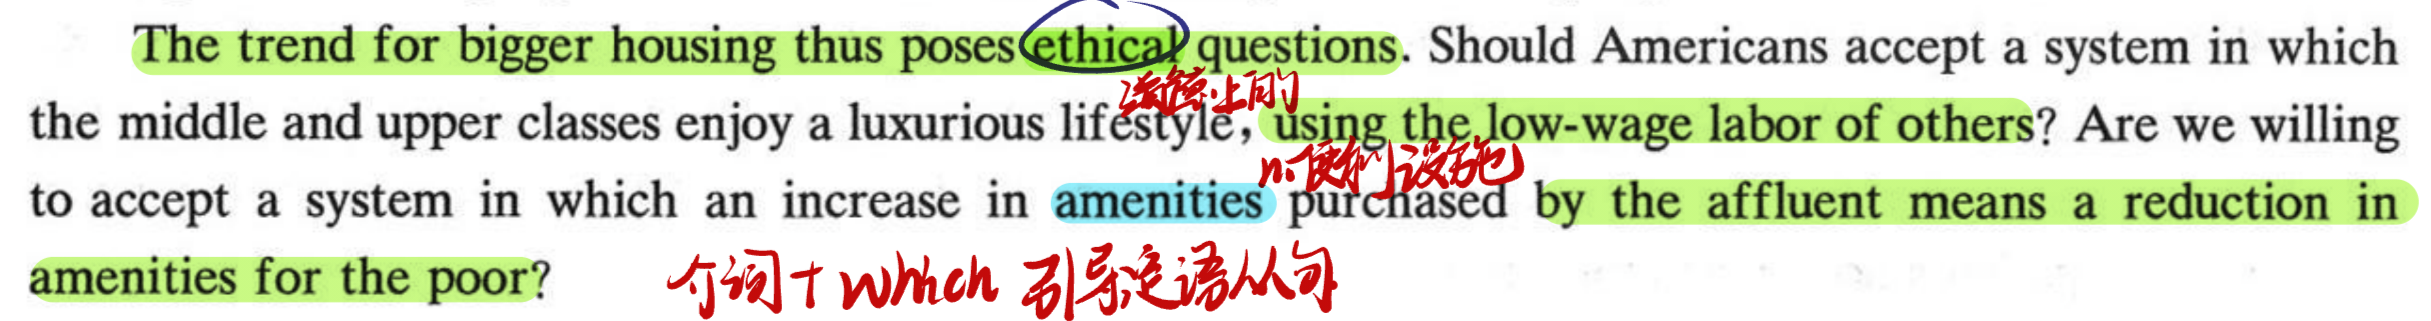 The trend for bigger housing thus poses ethical questions. Should Americans accept a system in which
道德上的
the middle and upper classes enjoy a luxurious lifestyle, using the low-wage labor of others? Are we willing
n.便利设施
to accept a system in which an increase in amenities purchased by the affluent means a reduction in
amenities for the poor?
介词+which 引导定语从句